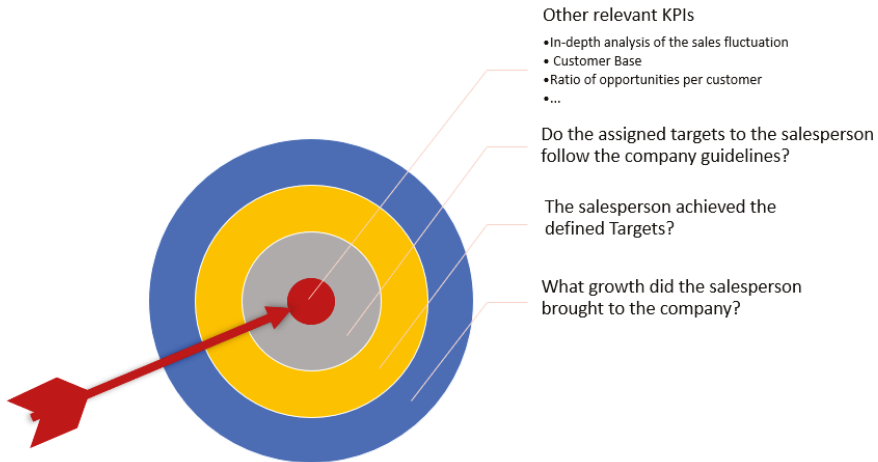 Other relevant KPIs
•In-depth analysis of the sales fluctuation
• Customer Base
•Ratio of opportunities per customer
•...
Do the assigned targets to the salesperson
follow the company guidelines?
The salesperson achieved the
defined Targets?
What growth did the salesperson
brought to the company?